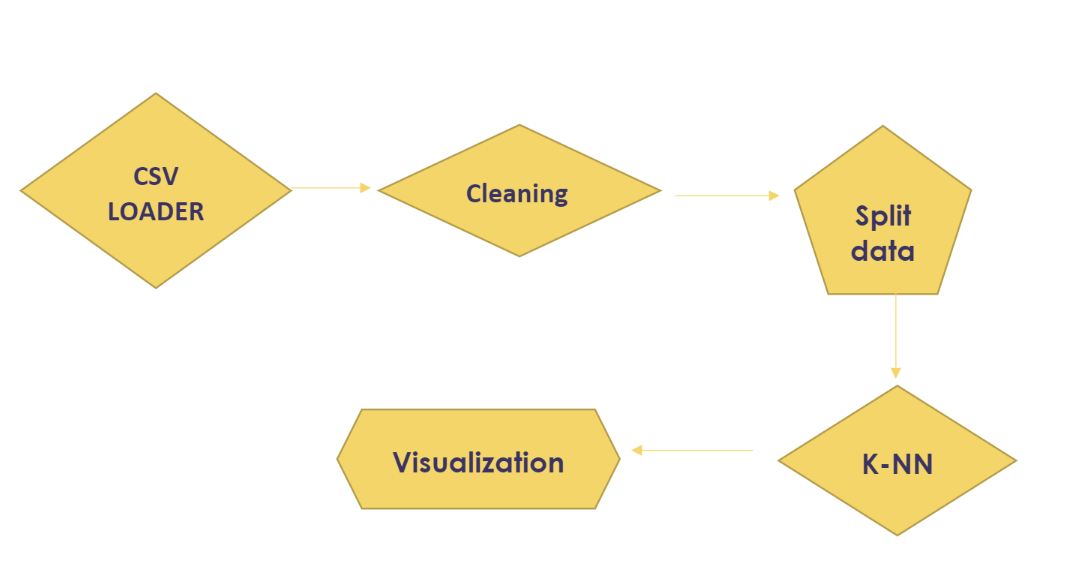 CSV
LOADER
Cleaning
Split
data
K-NN
Visualization